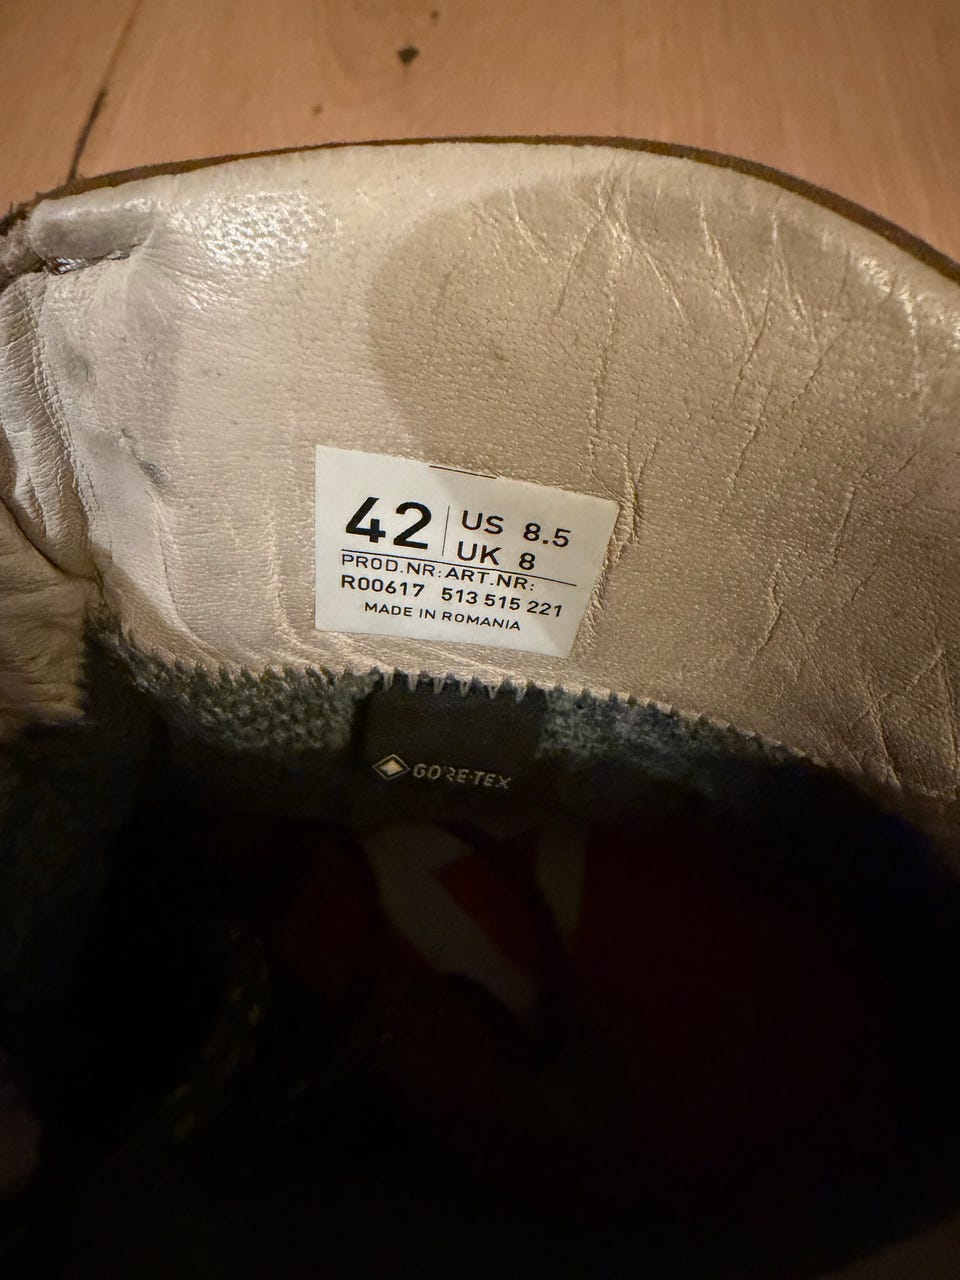 42 US 8.5
UK 8
PROD.NR: ART.NR:
R00617 513 515 221
MADE IN ROMANIA
GORE-TEX